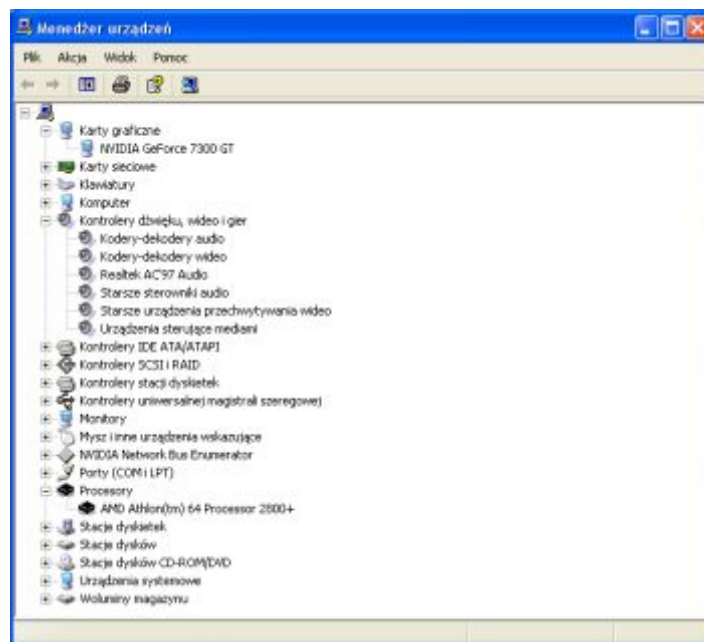 Menedżer urządzeń
Plik Akcja Widok Pomoc
Karty graficzne
NVIDIA GeForce 7300 GT
Karty sieciowe
Klawiatury
Komputer
Kontrolery dźwięku, wideo i gier
Kodery-dekodery audio
Kodery-dekodery wideo
Realtek AC'97 Audio
Starsze sterowniki audio
Starsze urządzenia przechwytywania wideo
Urządzenia sterujące mediami
Kontrolery IDE ATA/ATAPI
Kontrolery SCSI i RAID
Kontrolery stacji dyskietek
Kontrolery uniwersalnej magistrali szeregowej
Monitory
Mysz i inne urządzenia wskazujące
NVIDIA Network Bus Enumerator
Porty (COM i LPT)
Procesory
AMD Athlon(tm) 64 Processor 2800+
Stacje dyskietek
Stacje dysków
Stacje dysków CD-ROM/DVD
Urządzenia systemowe
Woluminy magazynu